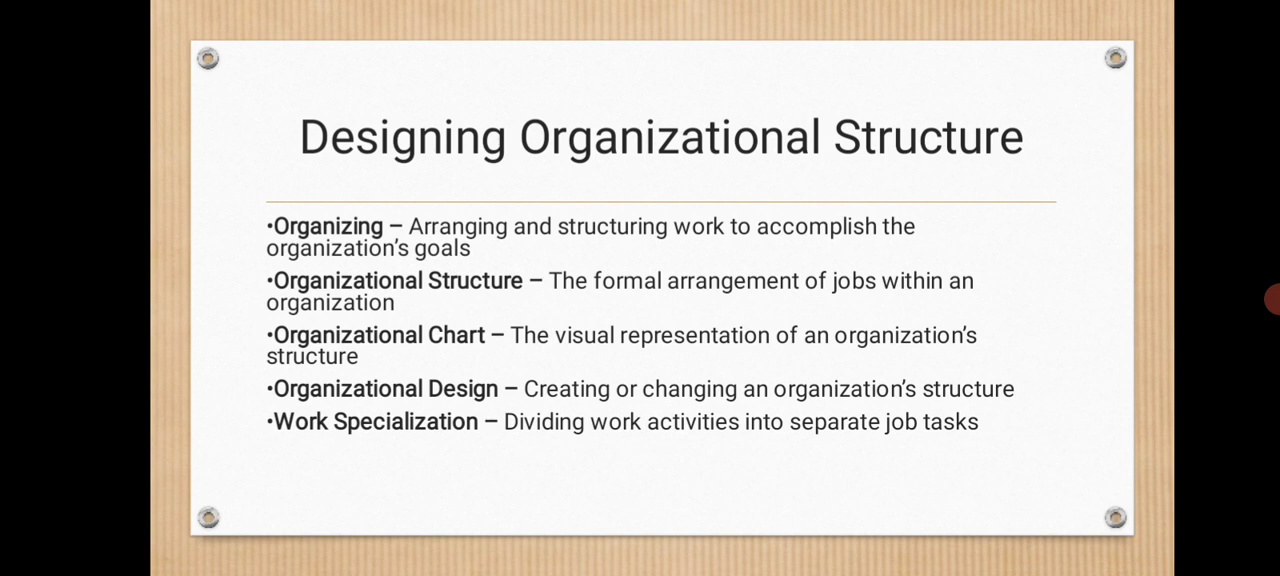 Designing Organizational Structure
•Organizing – Arranging and structuring work to accomplish the
organization’s goals
•Organizational Structure – The formal arrangement of jobs within an
organization
•Organizational Chart – The visual representation of an organization’s
structure
•Organizational Design – Creating or changing an organization’s structure
•Work Specialization – Dividing work activities into separate job tasks